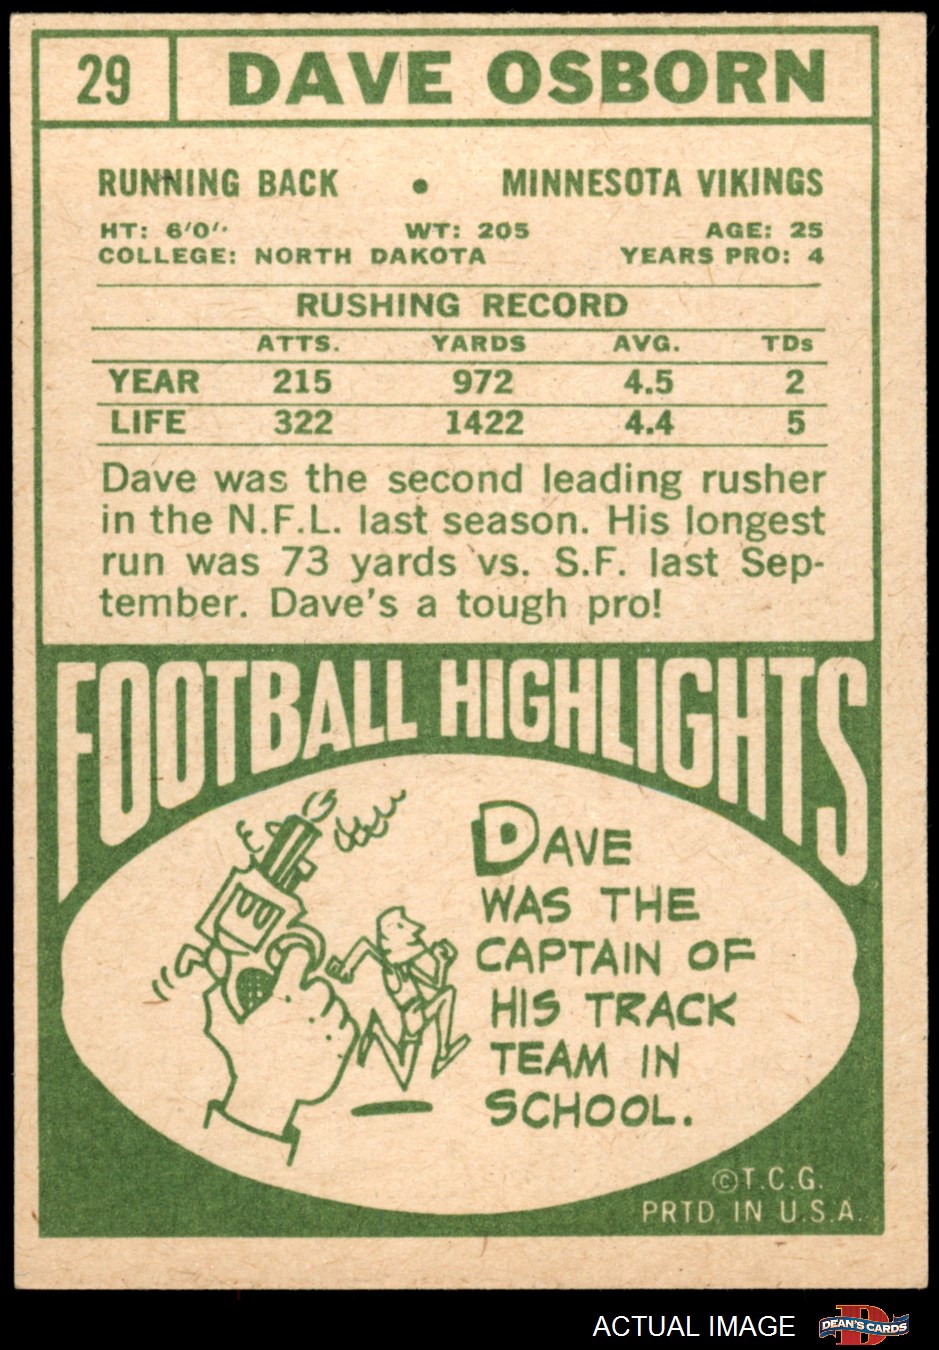 29 DAVE OSBORN
RUNNING BACK • MINNESOTA VIKINGS
HT: 6'0" WT: 205 AGE: 25
COLLEGE: NORTH DAKOTA YEARS PRO: 4
RUSHING RECORD
ATTS. YARDS AVG. TDs
YEAR 215 972 4.5 2
LIFE 322 1422 4.4 5
Dave was the second leading rusher
in the N.F.L. last season. His longest
run was 73 yards vs. S.F. last Sep-
tember. Dave's a tough pro!
FOOTBALL HIGHLIGHTS
DAVE
WAS THE
CAPTAIN OF
HIS TRACK
TEAM IN
SCHOOL.
©T.C.G.
PRTD. IN U.S.A.
ACTUAL IMAGE
D
DEAN'S CARDS